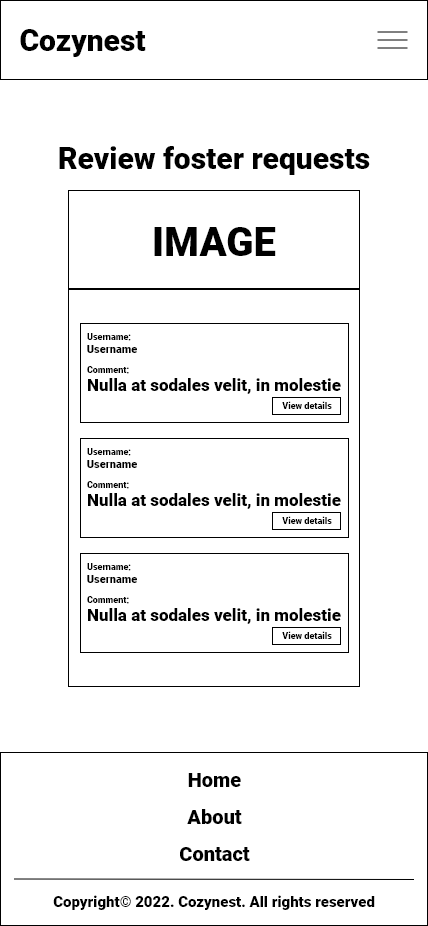 Cozynest
Review foster requests
IMAGE
Username:
Username
Comment:
Nulla at sodales velit, in molestie
View details
Username:
Username
Comment:
Nulla at sodales velit, in molestie
View details
Username:
Username
Comment:
Nulla at sodales velit, in molestie
View details
Home
About
Contact
Copyright© 2022. Cozynest. All rights reserved